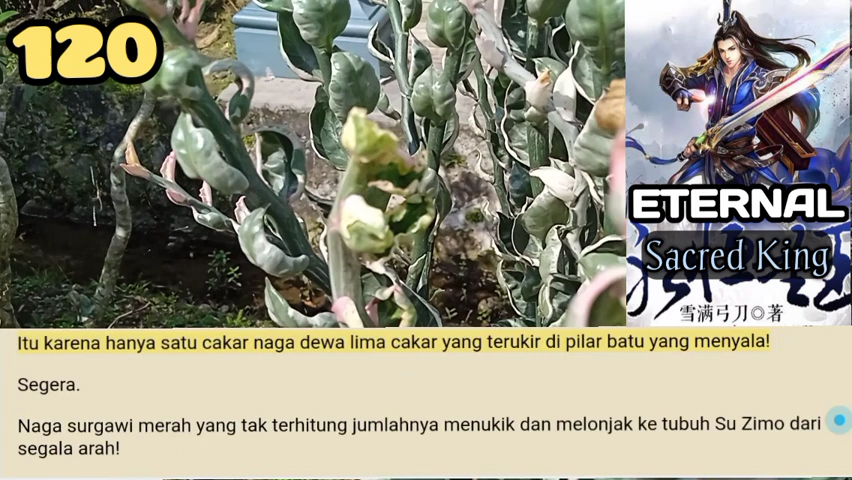 120
ETERNAL
Sacred King
雪满弓刀◎著
Itu karena hanya satu cakar naga dewa lima cakar yang terukir di pilar batu yang menyala!
Segera.
Naga surgawi merah yang tak terhitung jumlahnya menukik dan melonjak ke tubuh Su Zimo dari
segala arah!